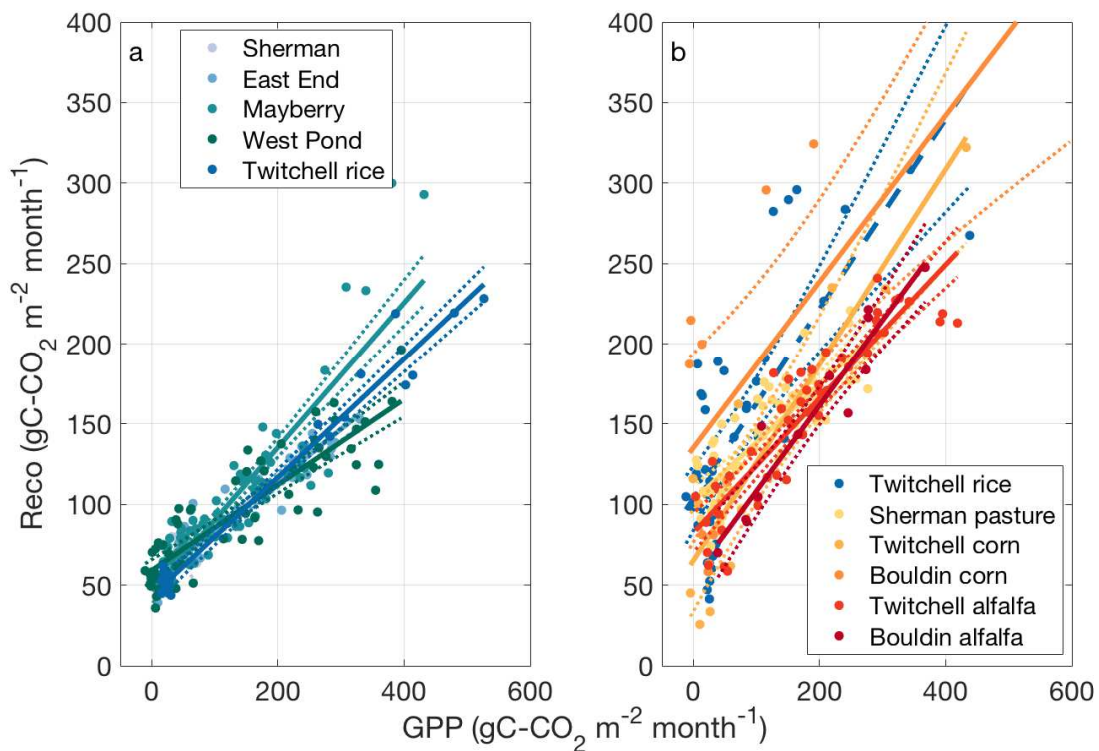 a
Sherman
East End
Mayberry
West Pond
Twitchell rice
400
350
300
250
200
150
100
50
0
0 200 400 600
Reco (gC-CO₂ m⁻² month⁻¹)
b
Twitchell rice
Sherman pasture
Twitchell corn
Bouldin corn
Twitchell alfalfa
Bouldin alfalfa
400
350
300
250
200
150
100
50
0
0 200 400 600
GPP (gC-CO₂ m⁻² month⁻¹)